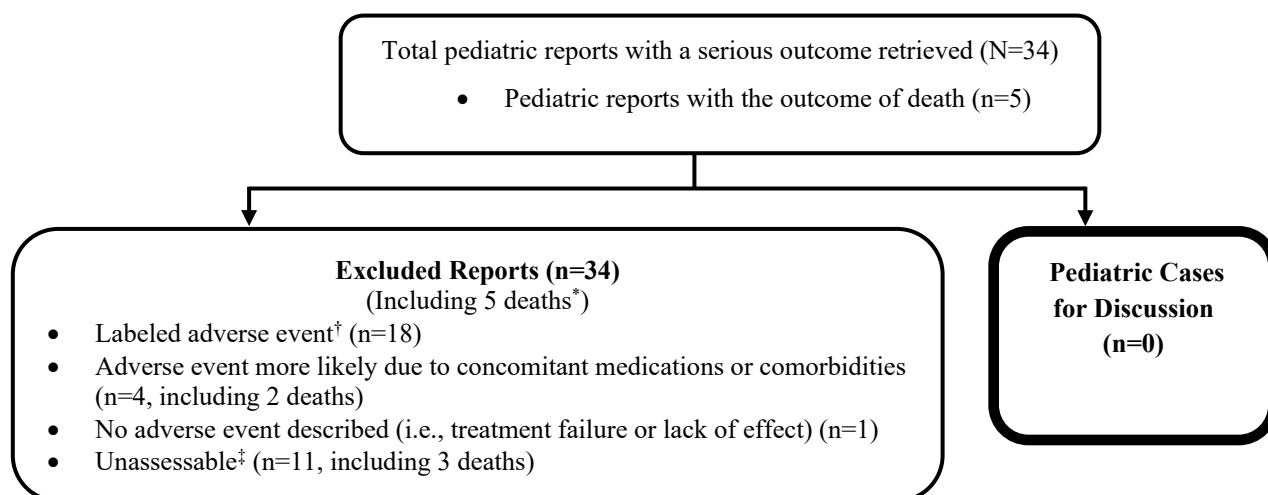 Total pediatric reports with a serious outcome retrieved (N=34)
• Pediatric reports with the outcome of death (n=5)
Excluded Reports (n=34)
(Including 5 deaths*)
• Labeled adverse event† (n=18)
• Adverse event more likely due to concomitant medications or comorbidities
(n=4, including 2 deaths)
• No adverse event described (i.e., treatment failure or lack of effect) (n=1)
• Unassessable‡ (n=11, including 3 deaths)
Pediatric Cases
for Discussion
(n=0)